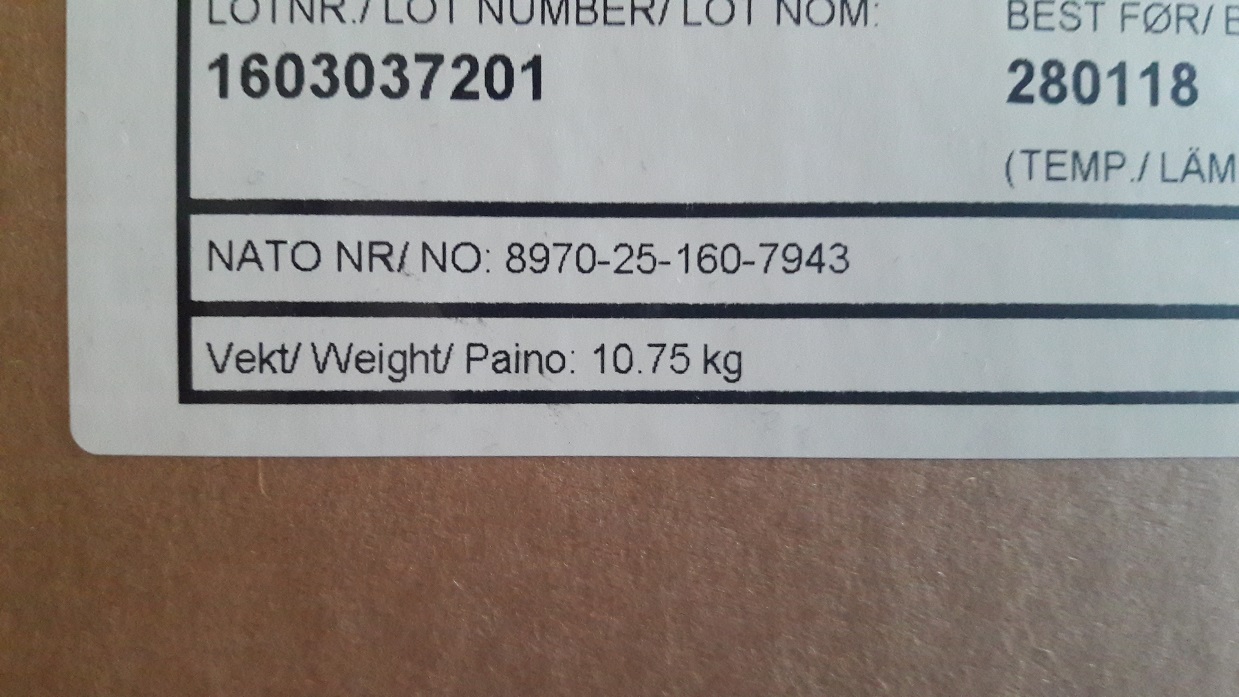 LOTNR./ LOT NUMBER/ LOT NOM:
1603037201
BEST FØR/
280118
(TEMP./
NATO NR/ NO: 8970-25-160-7943
Vekt/ Weight/ Paino: 10.75 kg